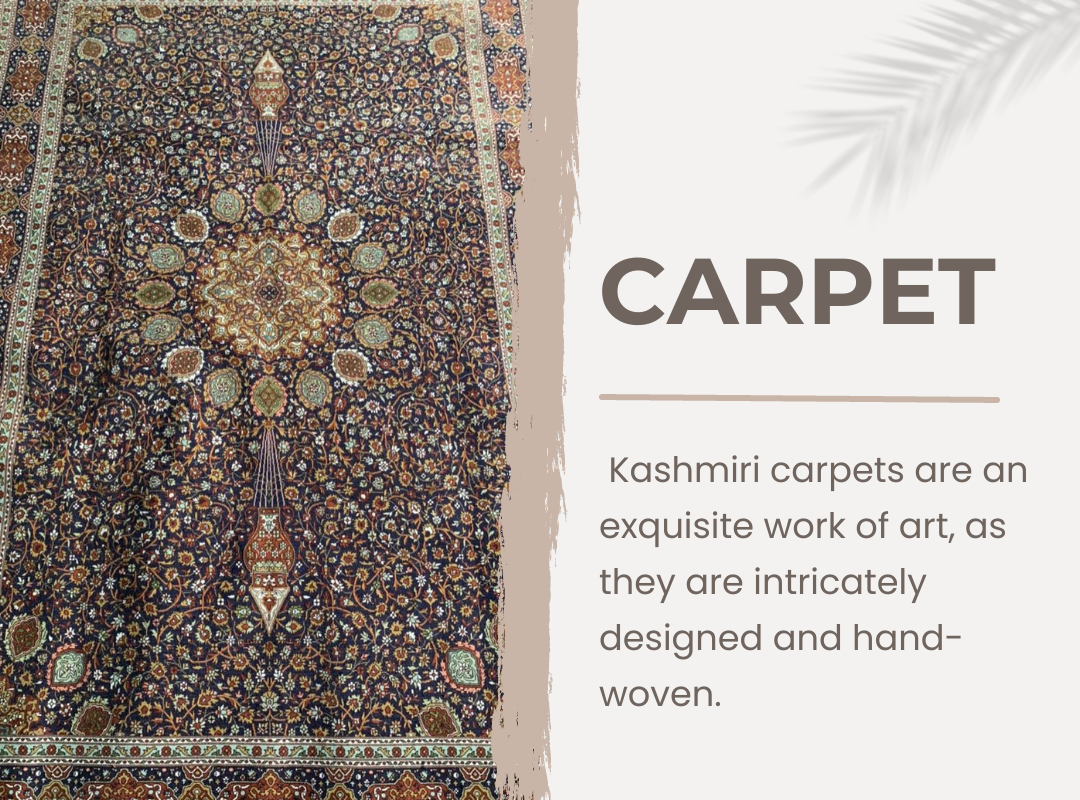 CARPET
Kashmiri carpets are an
exquisite work of art, as
they are intricately
designed and hand-
woven.